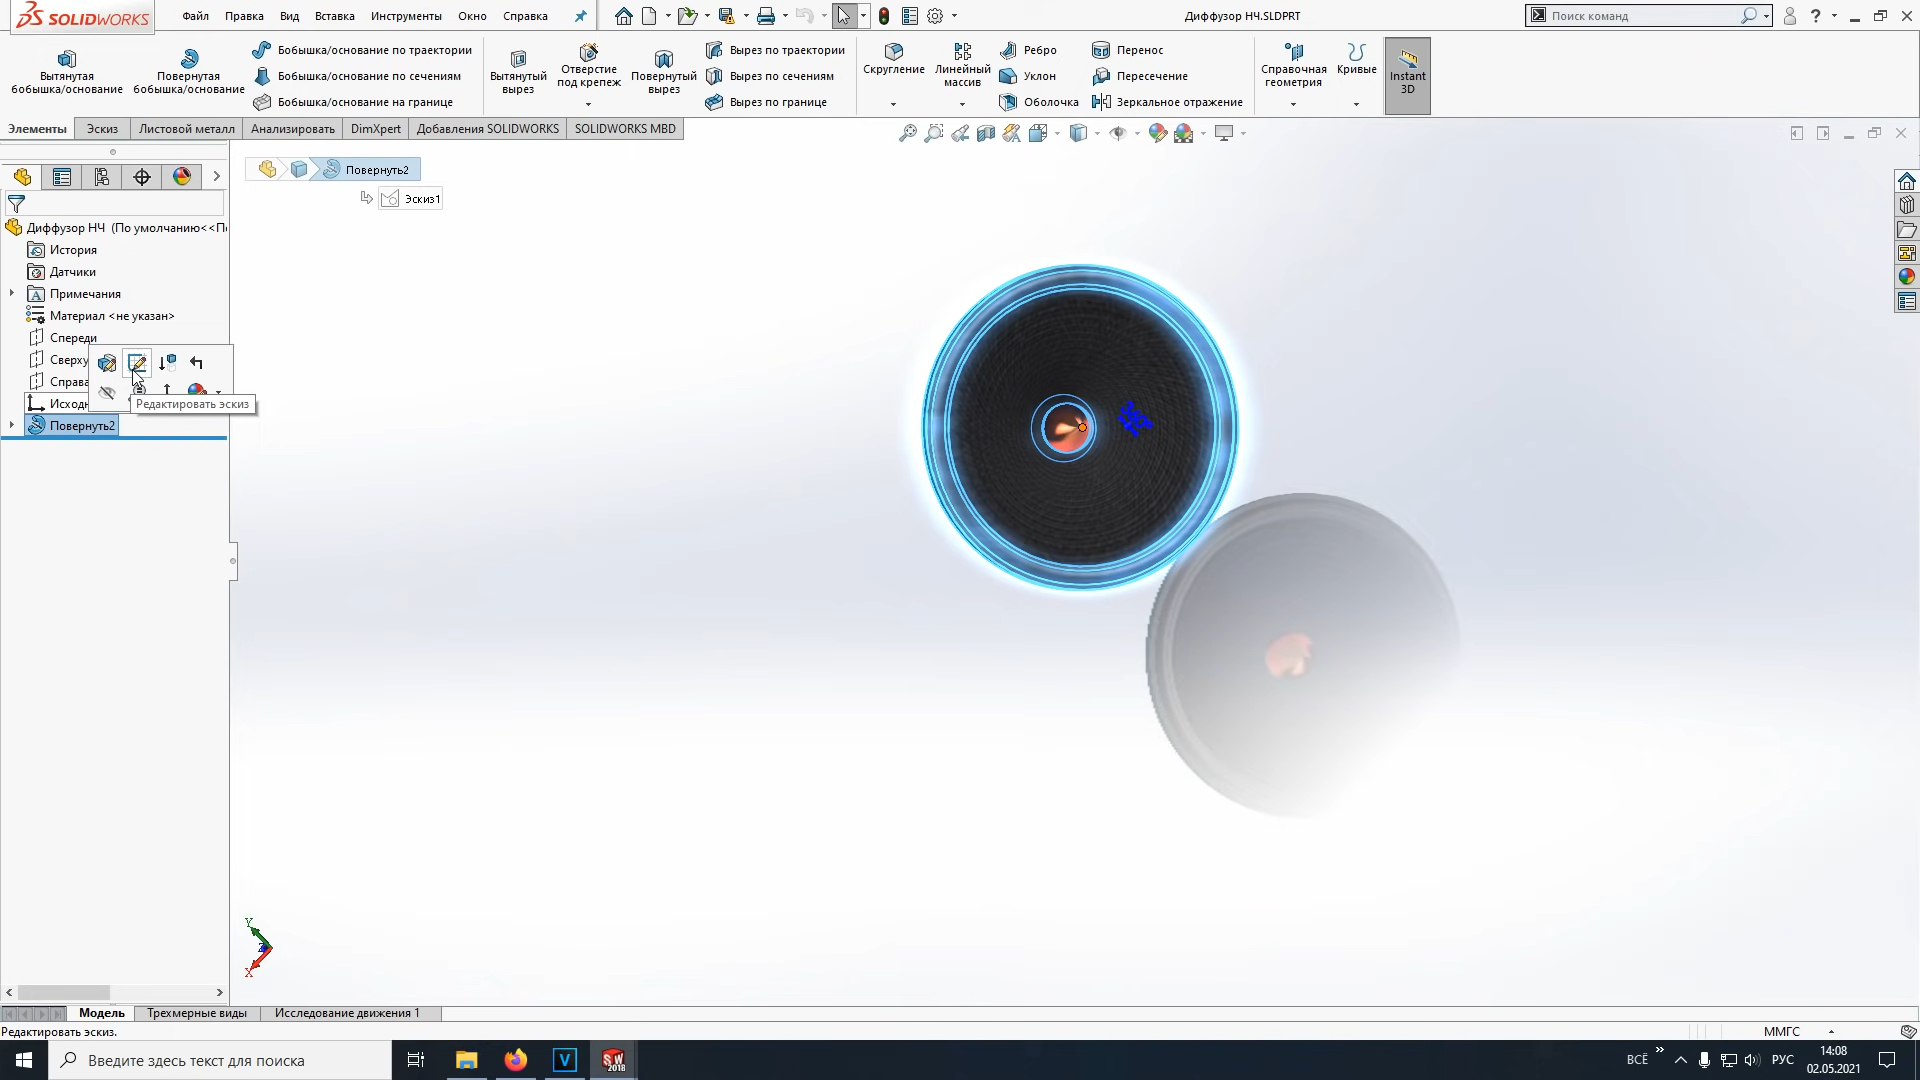 SOLIDWORKS
Файл Правка Вид Вставка Инструменты Окно Справка
Диффузор НЧ.SLDPRT
Поиск команд
Вытянутая бобышка/основание
Повернутая бобышка/основание
Бобышка/основание по траектории
Бобышка/основание по сечениям
Бобышка/основание на границе
Вытянутый вырез
Отверстие под крепеж
Повернутый вырез
Вырез по траектории
Вырез по сечениям
Вырез по границе
Скругление
Линейный массив
Ребро
Уклон
Оболочка
Перенос
Пересечение
Зеркальное отражение
Справочная геометрия
Кривые
Instant 3D
Элементы Эскиз Листовой металл Анализировать DimXpert Добавления SOLIDWORKS SOLIDWORKS MBD
Повернуть2
Эскиз1
Диффузор НЧ (По умолчанию<<П
История
Датчики
Примечания
Материал <не указан>
Спереди
Сверху
Справа
Исходн
Редактировать эскиз
Повернуть2
Y
Z
X
Модель Трехмерные виды Исследование движения 1
Редактировать эскиз.
ММГС
Введите здесь текст для поиска
V
SW 2018
ВСЁ
РУС
14:08
02.05.2021